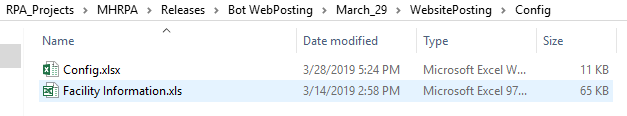 RPA_Projects > MHRPA > Releases > Bot WebPosting > March_29 > WebsitePosting > Config
Name Date modified Type Size
Config.xlsx 3/28/2019 5:24 PM Microsoft Excel W... 11 KB
Facility Information.xls 3/14/2019 2:58 PM Microsoft Excel 97... 65 KB